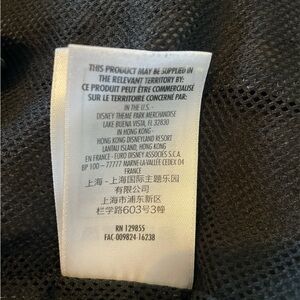 THIS PRODUCT MAY BE SUPPLIED IN
THE RELEVANT TERRITORY BY:
CE PRODUIT PEUT ÊTRE COMMERCIALISÉ
SUR LE TERRITOIRE CONCERNÉ PAR:
IN THE U.S. -
DISNEY THEME PARK MERCHANDISE
LAKE BUENA VISTA, FL 32830
IN HONG KONG -
HONG KONG DISNEYLAND RESORT
LANTAU ISLAND, HONG KONG
EN FRANCE - EURO DISNEY ASSOCIÉS S.C.A.
BP 100 - 77777 MARNE-LA-VALLÉE CEDEX 04
FRANCE
上海 - 上海国际主题乐园
有限公司
上海市浦东新区
栏学路603号3幢
RN 129855
FAC-009824-16238